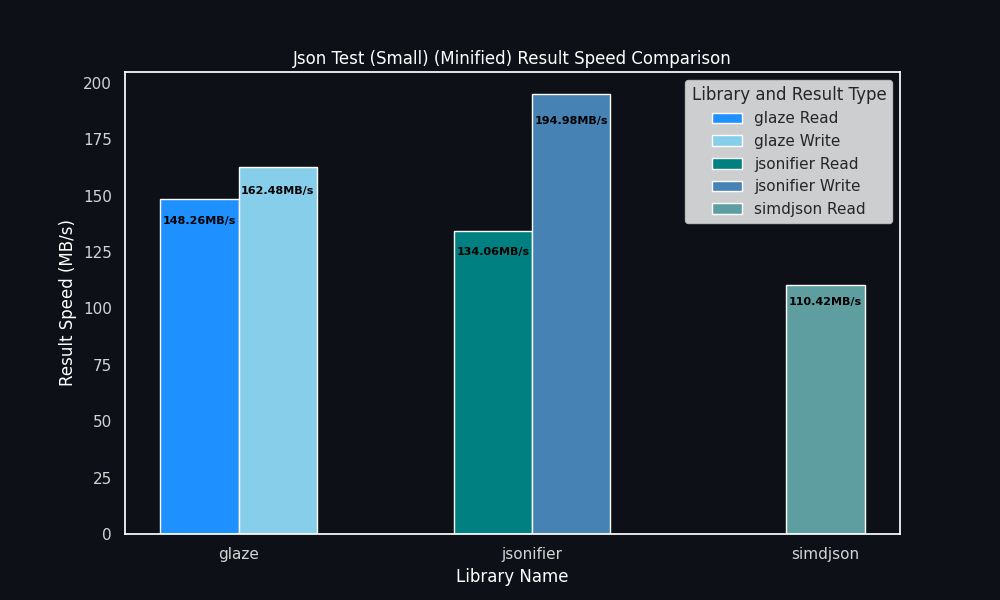 Json Test (Small) (Minified) Result Speed Comparison
Library and Result Type
glaze Read
glaze Write
jsonifier Read
jsonifier Write
simdjson Read
Result Speed (MB/s)
200
175
150
125
100
75
50
25
0
148.26MB/s
162.48MB/s
134.06MB/s
194.98MB/s
110.42MB/s
glaze
jsonifier
simdjson
Library Name